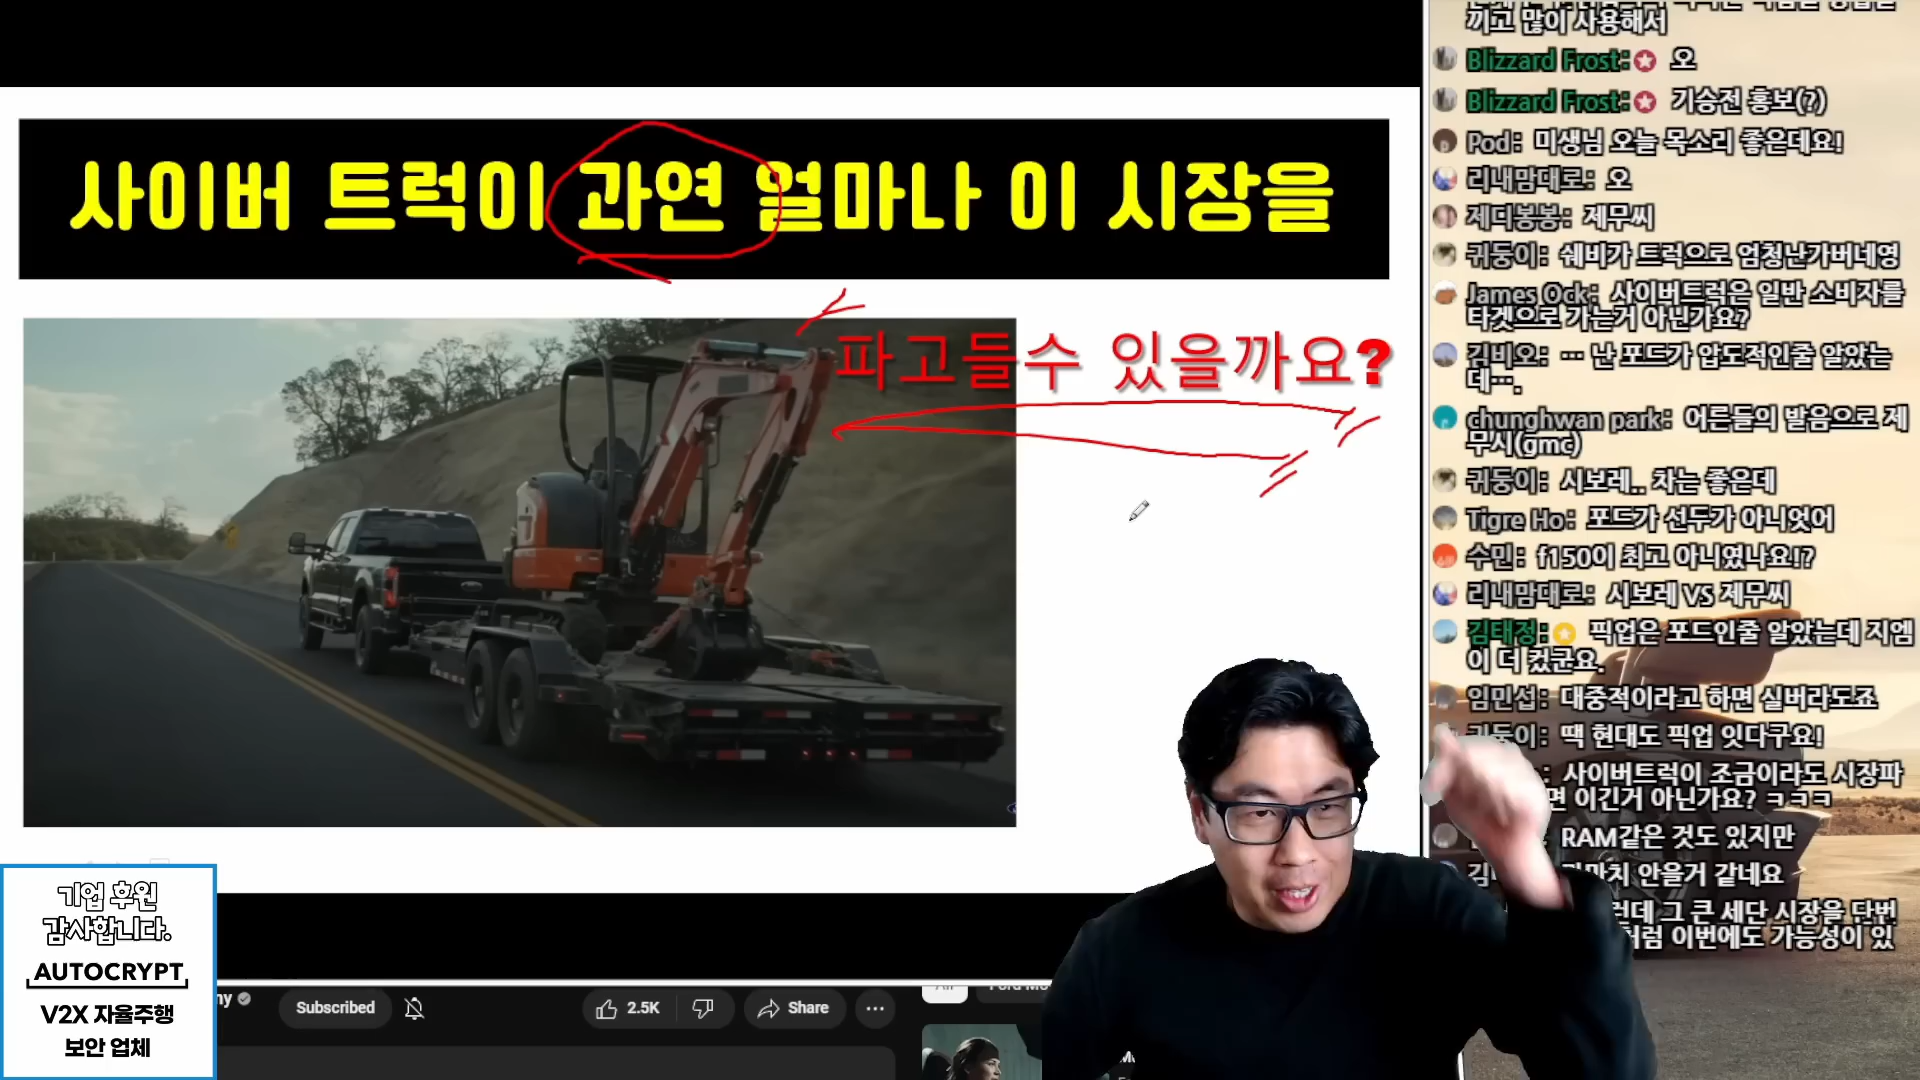 사이버 트럭이 과연 얼마나 이 시장을
파고들수 있을까요?
기업 후원
감사합니다.
AUTOCRYPT
V2X 자율주행
보안 업체
Subscribed
2.5K
Share
끼고 많이 사용해서
Blizzard Frost: 오
Blizzard Frost: 기승전 홍보(?)
Pod: 미생님 오늘 목소리 좋은데요!
리내맘대로: 오
제디봉봉: 제무씨
귀둥이: 쉐비가 트럭으로 엄청난가버네영
James Ock: 사이버트럭은 일반 소비자를
타겟으로 가는거 아닌가요?
김비오: … 난 포드가 압도적인줄 알았는
데….
chunghwan park: 어른들의 발음으로 제
무시(gmc)
귀둥이: 시보레.. 차는 좋은데
Tigre Ho: 포드가 선두가 아니엇어
수민: f150이 최고 아니였나요!?
리내맘대로: 시보레 VS 제무씨
김태정: 픽업은 포드인줄 알았는데 지엠
이 더 컸군요.
임민섭: 대중적이라고 하면 실버라도죠
귀둥이: 땍 현대도 픽업 잇다구요!
사이버트럭이 조금이라도 시장파
면 이긴거 아닌가요? ㅋㅋㅋ
RAM같은 것도 있지만
안을거 같네요
런데 그 큰 세단 시장을 단번
처럼 이번에도 가능성이 있